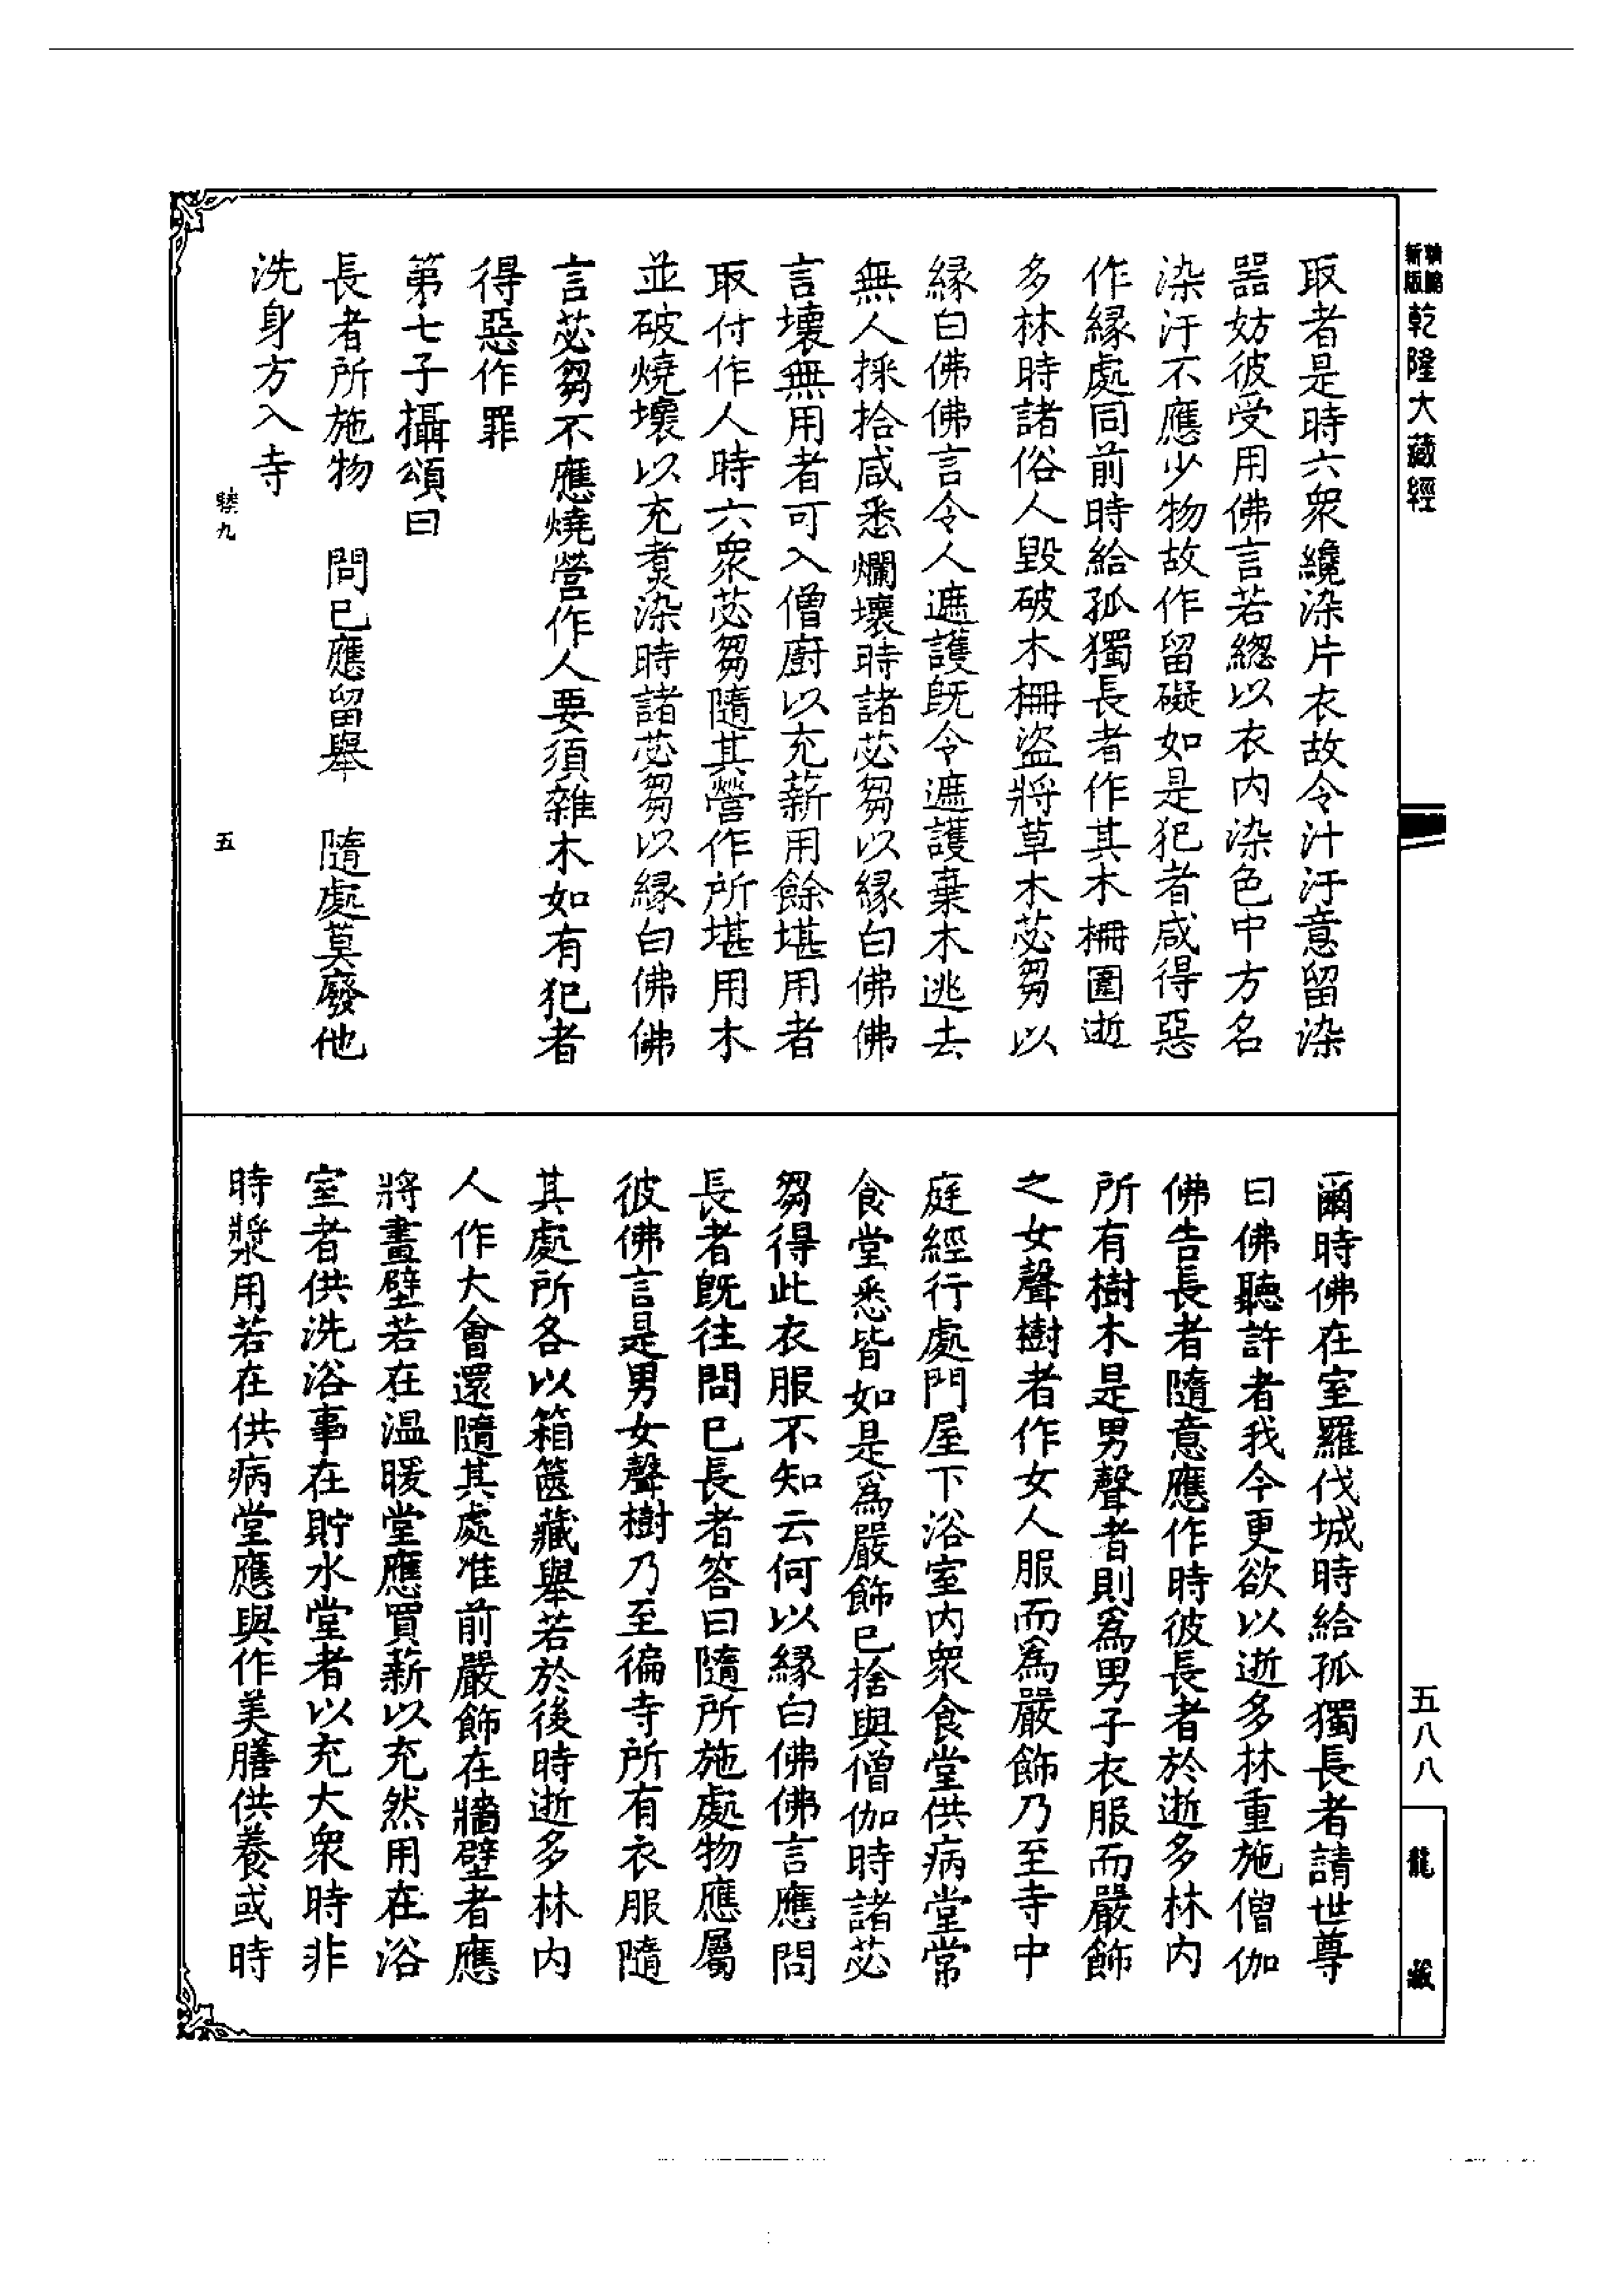 新版
乾隆大藏經
取者是時六衆纔染片衣故令汁汙意留染
器妨彼受用佛言若緫以衣內染色中方名
染汙不應少物故作留礙如是犯者咸得惡
作縁處同前時給孤獨長者作其木柵圍逝
多林時諸俗人毀破木柵盜將草木苾芻以
縁白佛佛言令人遮護既令遮護棄木逃去
無人採拾咸悉爛壞時諸苾芻以縁白佛佛
言壞無用者可入僧廚以充薪用餘堪用者
取付作人時六衆苾芻隨其營作所堪用木
並破燒壞以充煑染時諸苾芻以縁白佛佛
言苾芻不應燒營作人要須雜木如有犯者
得惡作罪
第七子攝頌曰
長者所施物　問已應留舉　隨處莫廢他
洗身方入寺
九
五
爾時佛在室羅伐城時給孤獨長者請世尊
曰佛聽許者我今更欲以逝多林重施僧伽
佛告長者隨意應作時彼長者於逝多林內
所有樹木是男聲者則爲男子衣服而嚴飾
之女聲樹者作女人服而爲嚴飾乃至寺中
庭經行處門屋下浴室內衆食堂供病堂常
食堂悉皆如是爲嚴飾已捨與僧伽時諸苾
芻得此衣服不知云何以縁白佛佛言應問
長者既往問已長者答曰隨所施處物應屬
彼佛言是男女聲樹乃至徧寺所有衣服隨
其處所各以箱篋藏舉若於後時逝多林內
人作大會還隨其處准前嚴飾在牆壁者應
將畫壁若在温暖堂應買薪以充然用在浴
室者供洗浴事在貯水堂者以充大衆時非
時漿用若在供病堂應與作美膳供養或時
五八八
龍藏